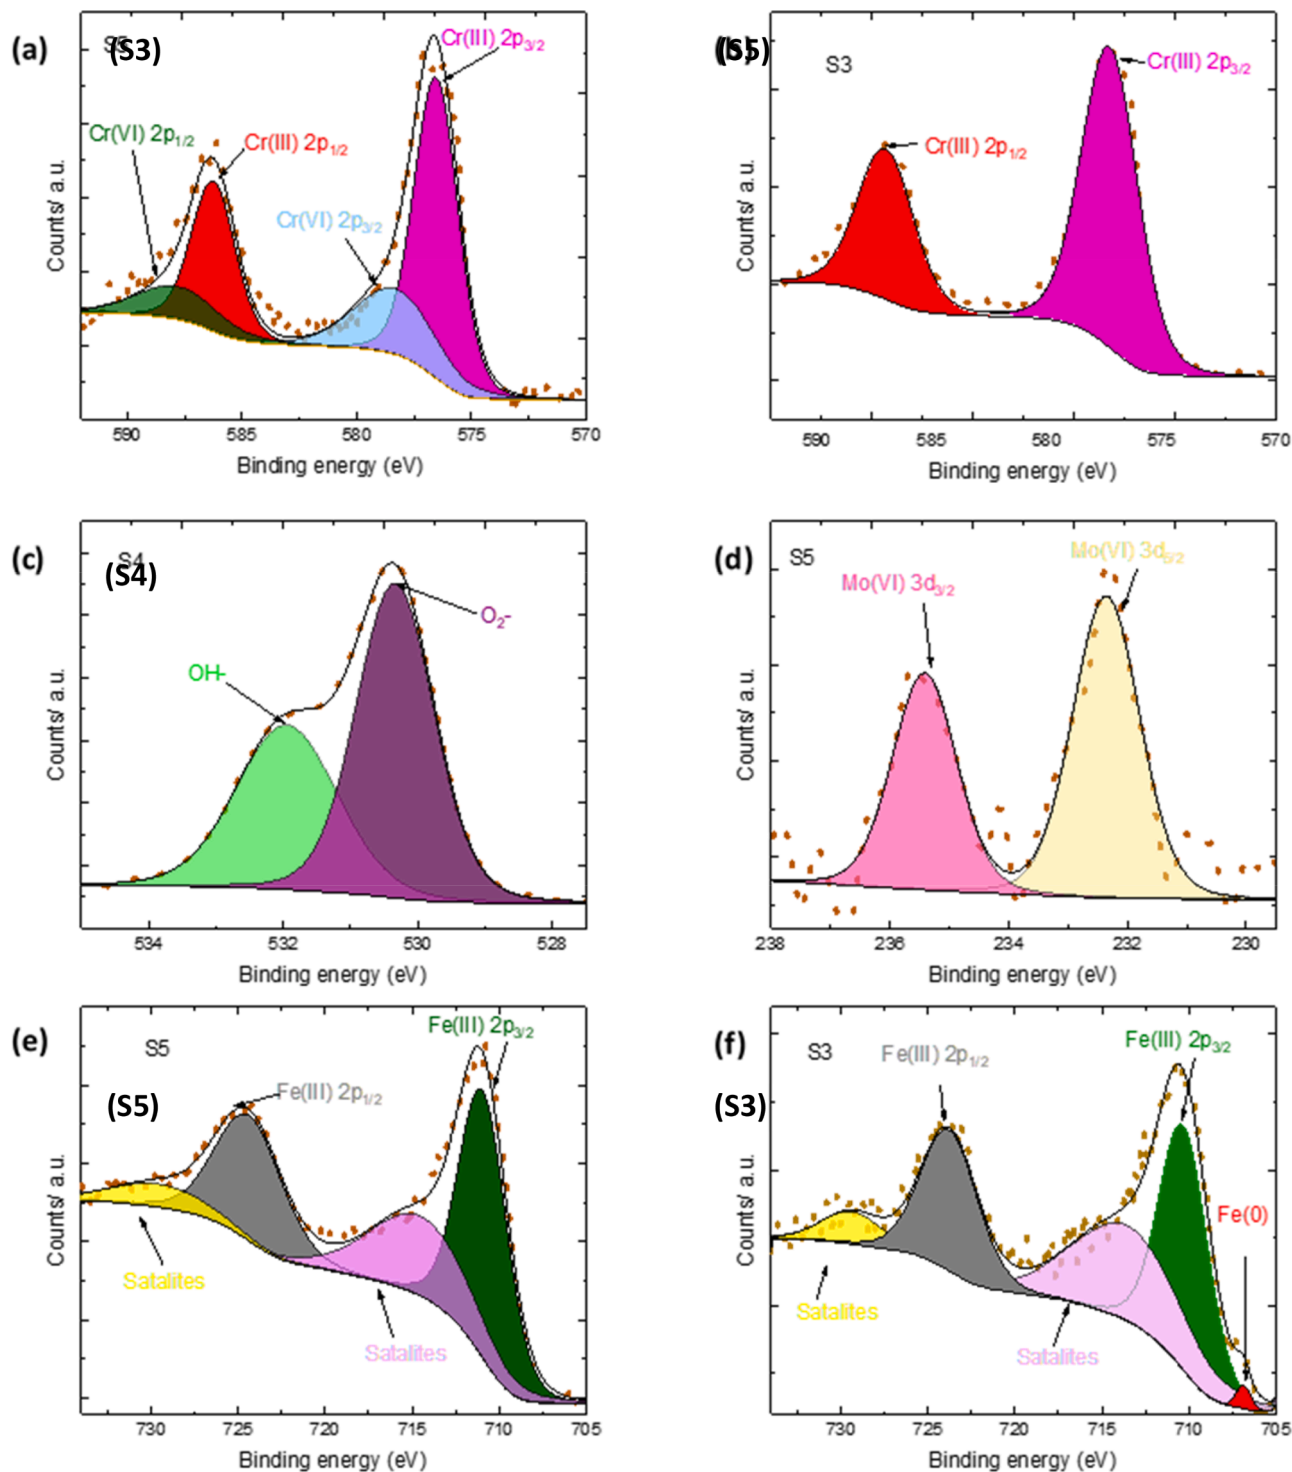 (a)
S5
(S3)
Cr(III) 2p3/2
Cr(VI) 2p1/2
Cr(III) 2p1/2
Cr(VI) 2p3/2
Counts/ a.u.
590 585 580 575 570
Binding energy (eV)
(S5)
S3
Cr(III) 2p3/2
Cr(III) 2p1/2
Counts/ a.u.
590 585 580 575 570
Binding energy (eV)
(c)
S4
(S4)
O2-
OH-
Counts/ a.u.
534 532 530 528
Binding energy (eV)
(d)
S5
Mo(VI) 3d5/2
Mo(VI) 3d3/2
Counts/ a.u.
238 236 234 232 230
Binding energy (eV)
(e)
S5
(S5)
Fe(III) 2p3/2
Fe(III) 2p1/2
Satalites
Satalites
Counts/ a.u.
730 725 720 715 710 705
Binding energy (eV)
(f)
S3
(S3)
Fe(III) 2p1/2
Fe(III) 2p3/2
Fe(0)
Satalites
Satalites
Counts/ a.u.
730 725 720 715 710 705
Binding energy (eV)